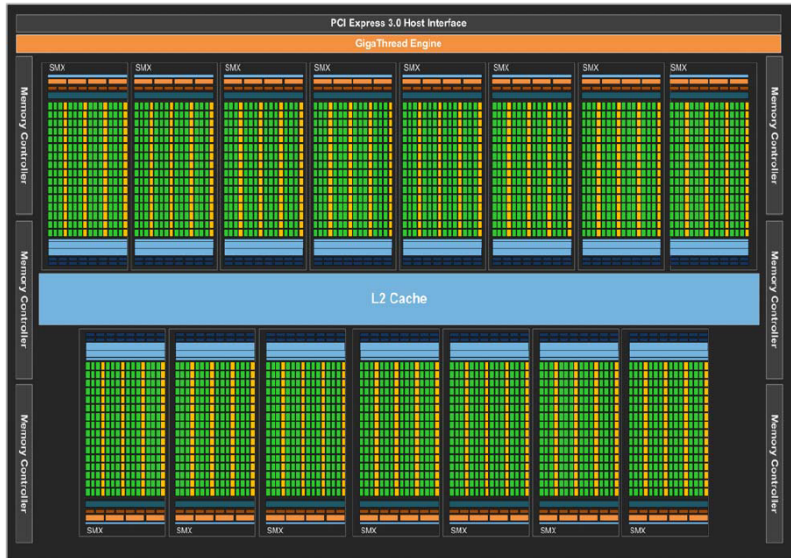 PCI Express 3.0 Host Interface
GigaThread Engine
SMX SMX SMX SMX SMX SMX SMX SMX
Memory Controller
Memory Controller
Memory Controller
L2 Cache
Memory Controller
Memory Controller
Memory Controller
SMX SMX SMX SMX SMX SMX SMX